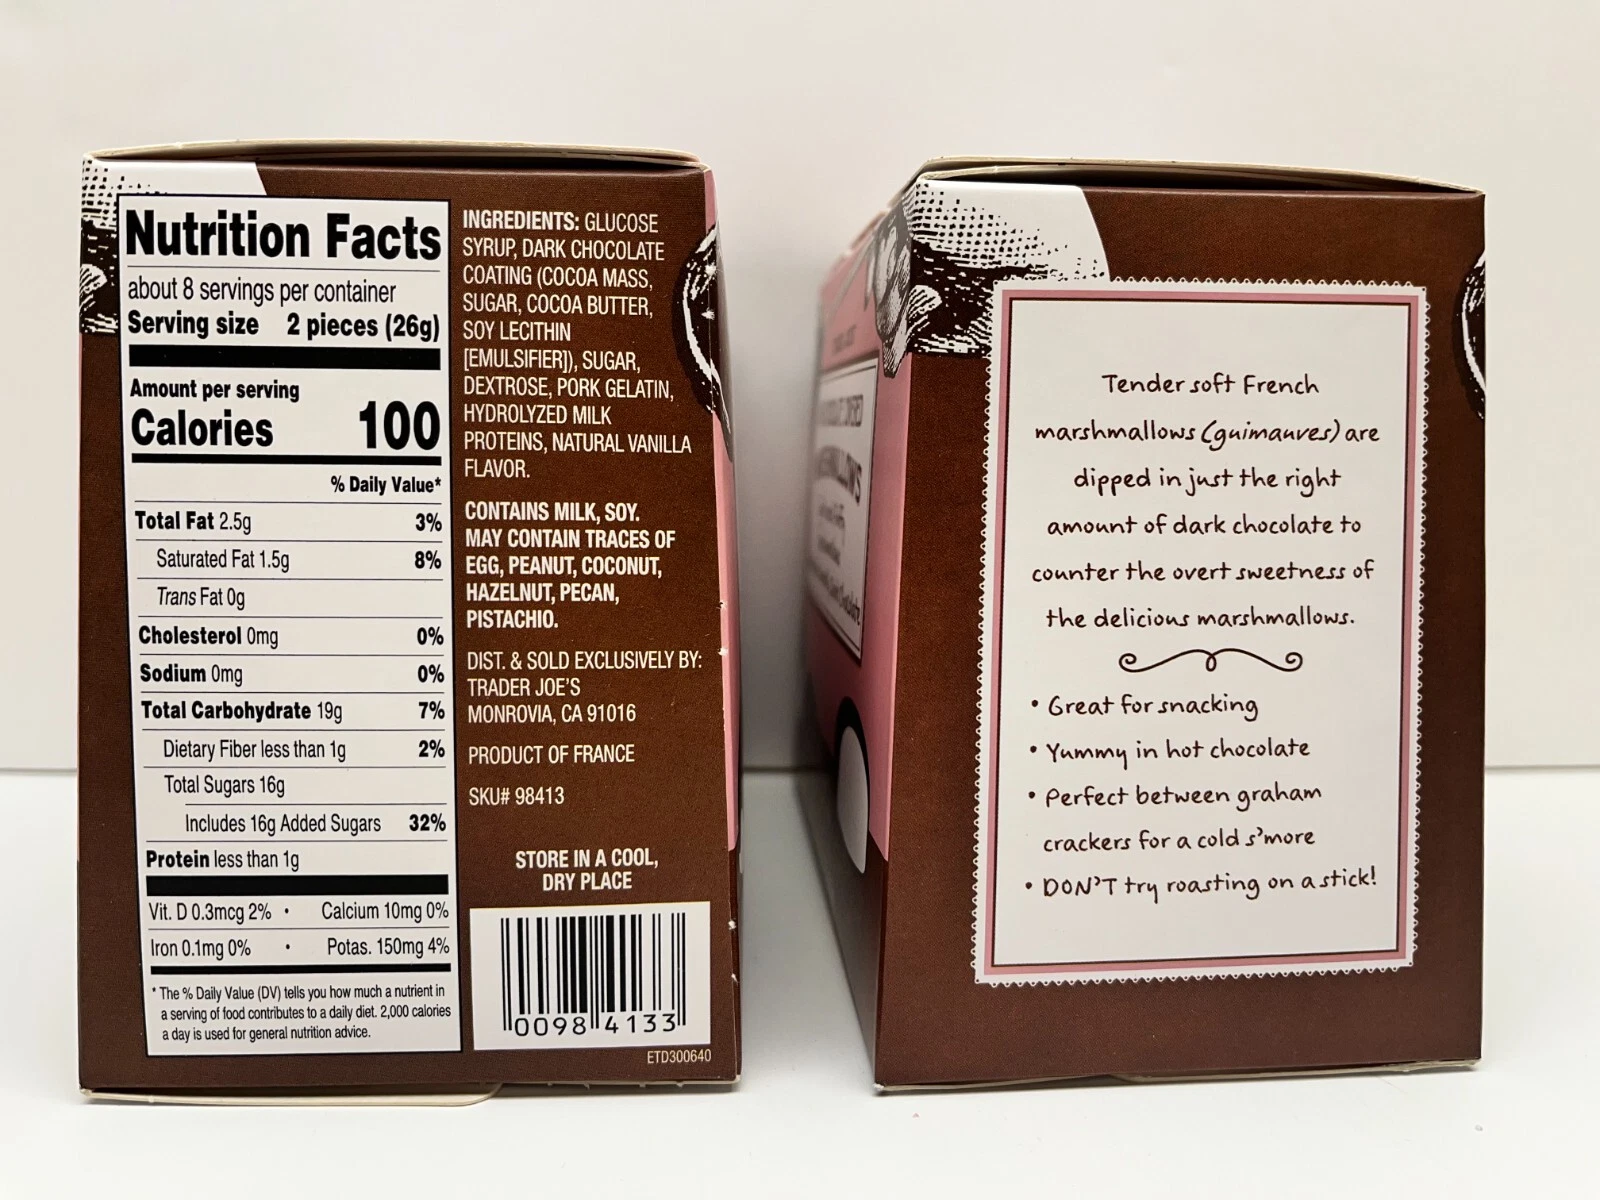 Nutrition Facts
about 8 servings per container
Serving size 2 pieces (26g)
Amount per serving
Calories 100
% Daily Value*
Total Fat 2.5g 3%
Saturated Fat 1.5g 8%
Trans Fat 0g
Cholesterol 0mg 0%
Sodium 0mg 0%
Total Carbohydrate 19g 7%
Dietary Fiber less than 1g 2%
Total Sugars 16g
Includes 16g Added Sugars 32%
Protein less than 1g
Vit. D 0.3mcg 2% • Calcium 10mg 0%
Iron 0.1mg 0% • Potas. 150mg 4%
* The % Daily Value (DV) tells you how much a nutrient in
a serving of food contributes to a daily diet. 2,000 calories
a day is used for general nutrition advice.
INGREDIENTS: GLUCOSE
SYRUP, DARK CHOCOLATE
COATING (COCOA MASS,
SUGAR, COCOA BUTTER,
SOY LECITHIN
[EMULSIFIER]), SUGAR,
DEXTROSE, PORK GELATIN,
HYDROLYZED MILK
PROTEINS, NATURAL VANILLA
FLAVOR.
CONTAINS MILK, SOY.
MAY CONTAIN TRACES OF
EGG, PEANUT, COCONUT,
HAZELNUT, PECAN,
PISTACHIO.
DIST. & SOLD EXCLUSIVELY BY:
TRADER JOE'S
MONROVIA, CA 91016
PRODUCT OF FRANCE
SKU# 98413
STORE IN A COOL,
DRY PLACE
0098 4133
ETD300640
Tender soft French
marshmallows (guimauves) are
dipped in just the right
amount of dark chocolate to
counter the overt sweetness of
the delicious marshmallows.
• Great for snacking
• Yummy in hot chocolate
• Perfect between graham
crackers for a cold s'more
• DON'T try roasting on a stick!